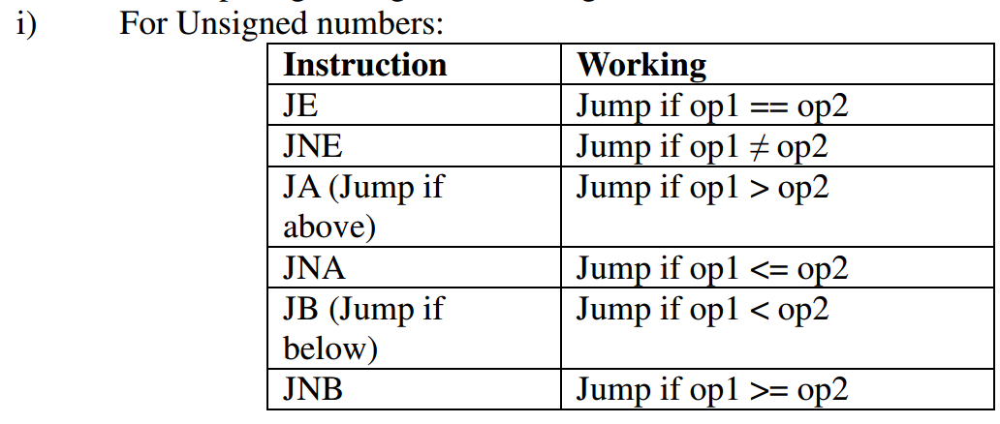 i) For Unsigned numbers:
Instruction Working
JE Jump if op1 == op2
JNE Jump if op1 ≠ op2
JA (Jump if above) Jump if op1 > op2
JNA Jump if op1 <= op2
JB (Jump if below) Jump if op1 < op2
JNB Jump if op1 >= op2